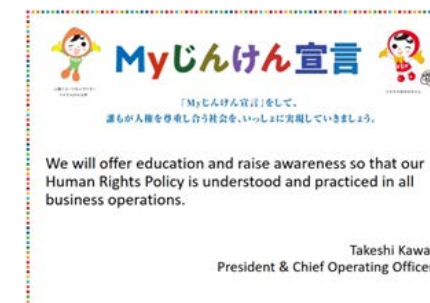 Myじんけん宣言
「Myじんけん宣言」をして、
誰もが人権を尊重し合う社会を、いっしょに実現していきましょう。
We will offer education and raise awareness so that our
Human Rights Policy is understood and practiced in all
business operations.
Takeshi Kawa
President & Chief Operating Officer